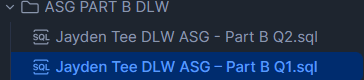 ASG PART B DLW
SQL Jayden Tee DLW ASG - Part B Q2.sql
SQL Jayden Tee DLW ASG – Part B Q1.sql